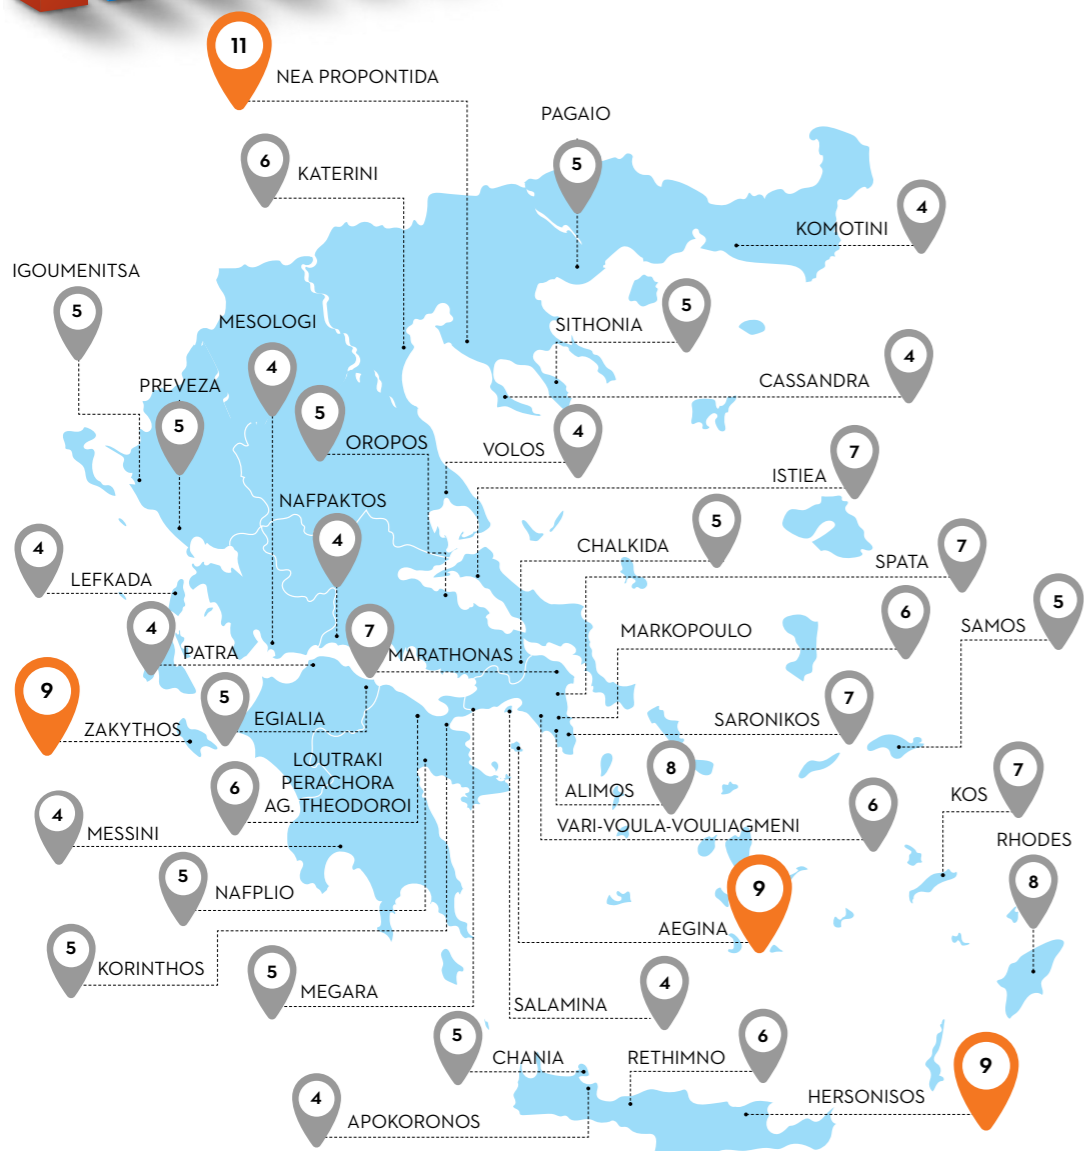 11
NEA PROPONTIDA
PAGAIO
5
6
KATERINI
4
KOMOTINI
IGOUMENITSA
5
MESOLOGI
4
5
SITHONIA
4
CASSANDRA
PREVEZA
5
5
OROPOS
4
VOLOS
7
ISTIEA
NAFPAKTOS
4
5
CHALKIDA
7
SPATA
4
LEFKADA
6
MARKOPOULO
5
SAMOS
4
PATRA
7
MARATHONAS
9
ZAKYTHOS
5
EGIALIA
7
SARONIKOS
LOUTRAKI
PERACHORA
AG. THEODOROI
6
8
ALIMOS
7
KOS
4
MESSINI
6
VARI-VOULA-VOULIAGMENI
RHODES
8
5
NAFPLIO
9
AEGINA
5
KORINTHOS
5
MEGARA
4
SALAMINA
5
CHANIA
6
RETHIMNO
9
HERSONISOS
4
APOKORONOS